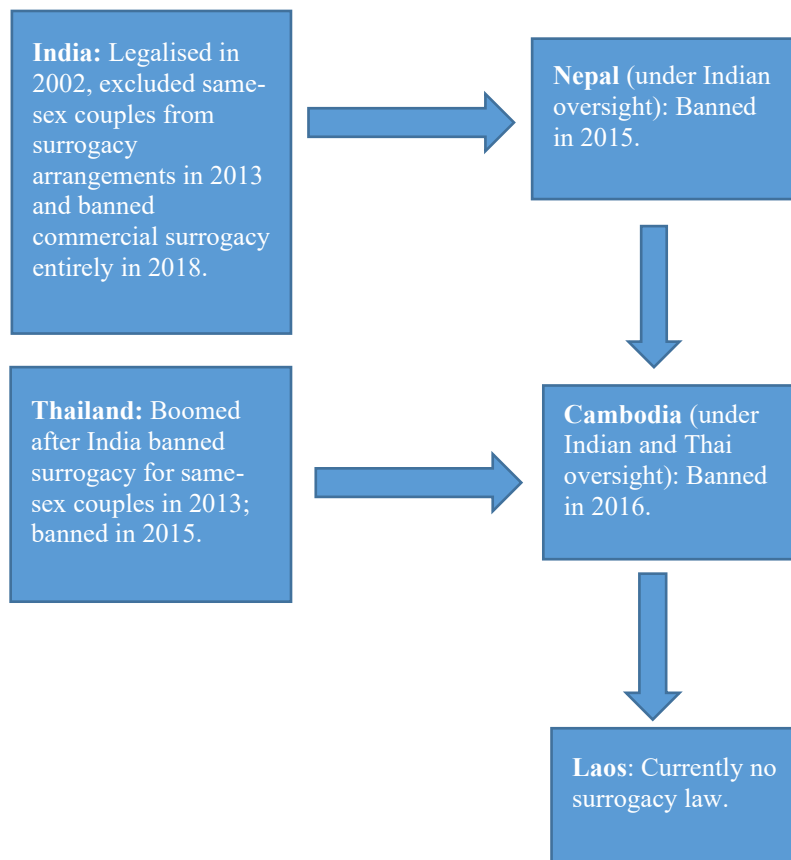 India: Legalised in
2002, excluded same-
sex couples from
surrogacy
arrangements in 2013
and banned
commercial surrogacy
entirely in 2018.
Nepal (under Indian
oversight): Banned
in 2015.
Thailand: Boomed
after India banned
surrogacy for same-
sex couples in 2013;
banned in 2015.
Cambodia (under
Indian and Thai
oversight): Banned
in 2016.
Laos: Currently no
surrogacy law.